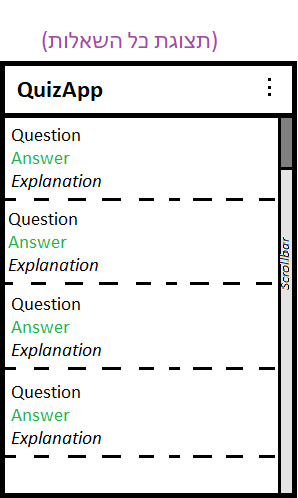 (תצוגת כל השאלות)
QuizApp
Question
Answer
Explanation
Question
Answer
Explanation
Question
Answer
Explanation
Question
Answer
Explanation
Scrollbar